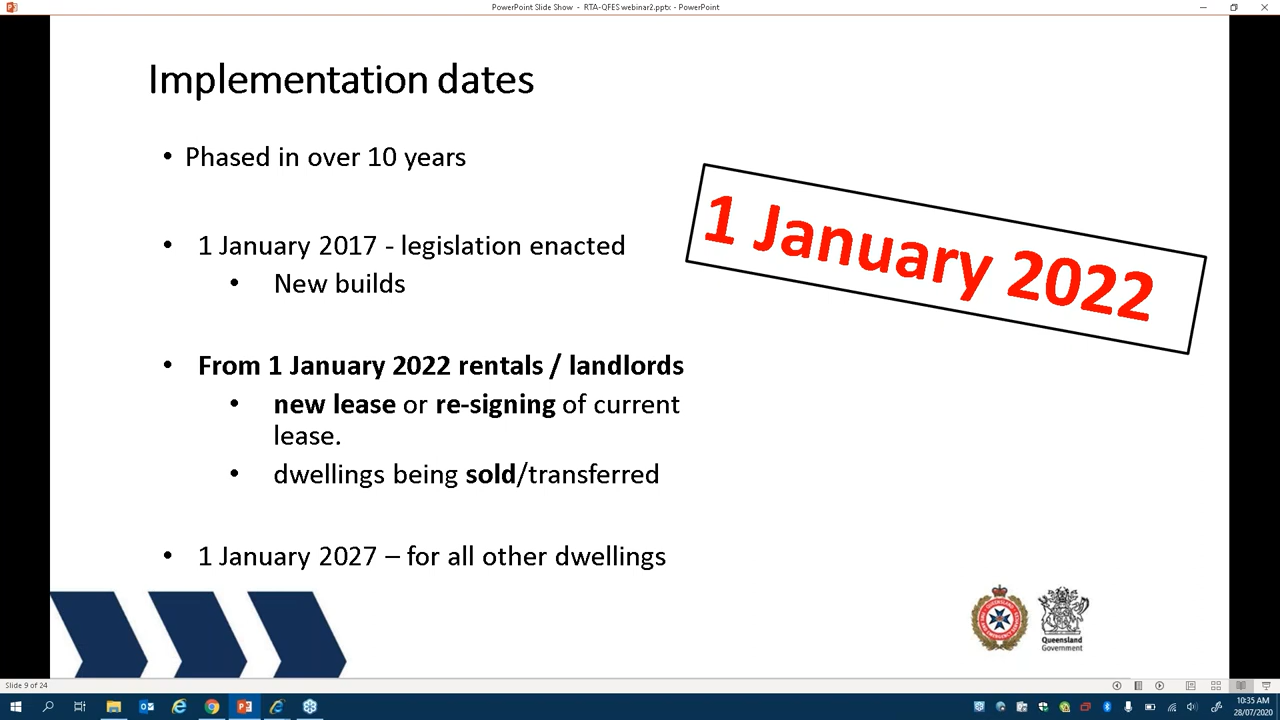 PowerPoint Slide Show - RTA-QFES webinar2.pptx - PowerPoint
Implementation dates
• Phased in over 10 years
• 1 January 2017 - legislation enacted
• New builds
• From 1 January 2022 rentals / landlords
• new lease or re-signing of current
lease.
• dwellings being sold/transferred
• 1 January 2027 – for all other dwellings
1 January 2022
Queensland
Government
Slide 9 of 24
10:35 AM
28/07/2020